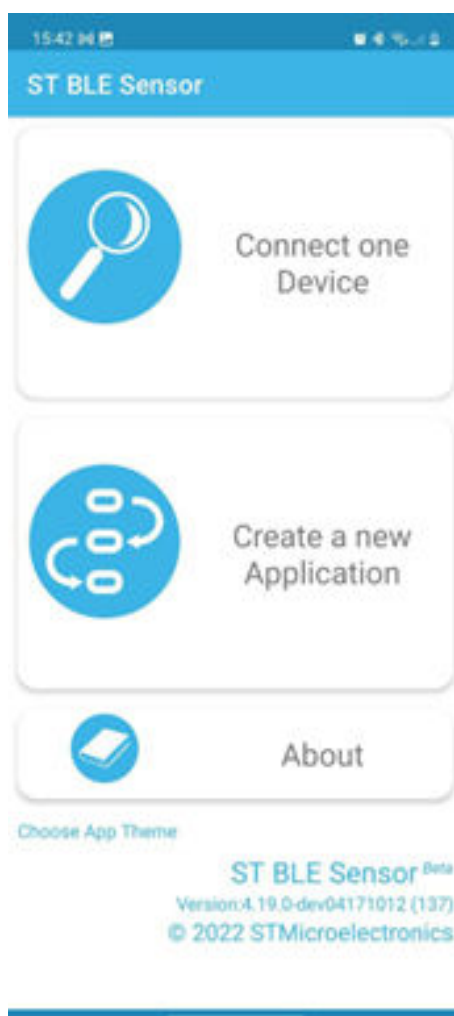 15:42
ST BLE Sensor
Connect one
Device
Create a new
Application
About
Choose App Theme
ST BLE Sensor Beta
Version:4.19.0-dev04171012 (137)
© 2022 STMicroelectronics